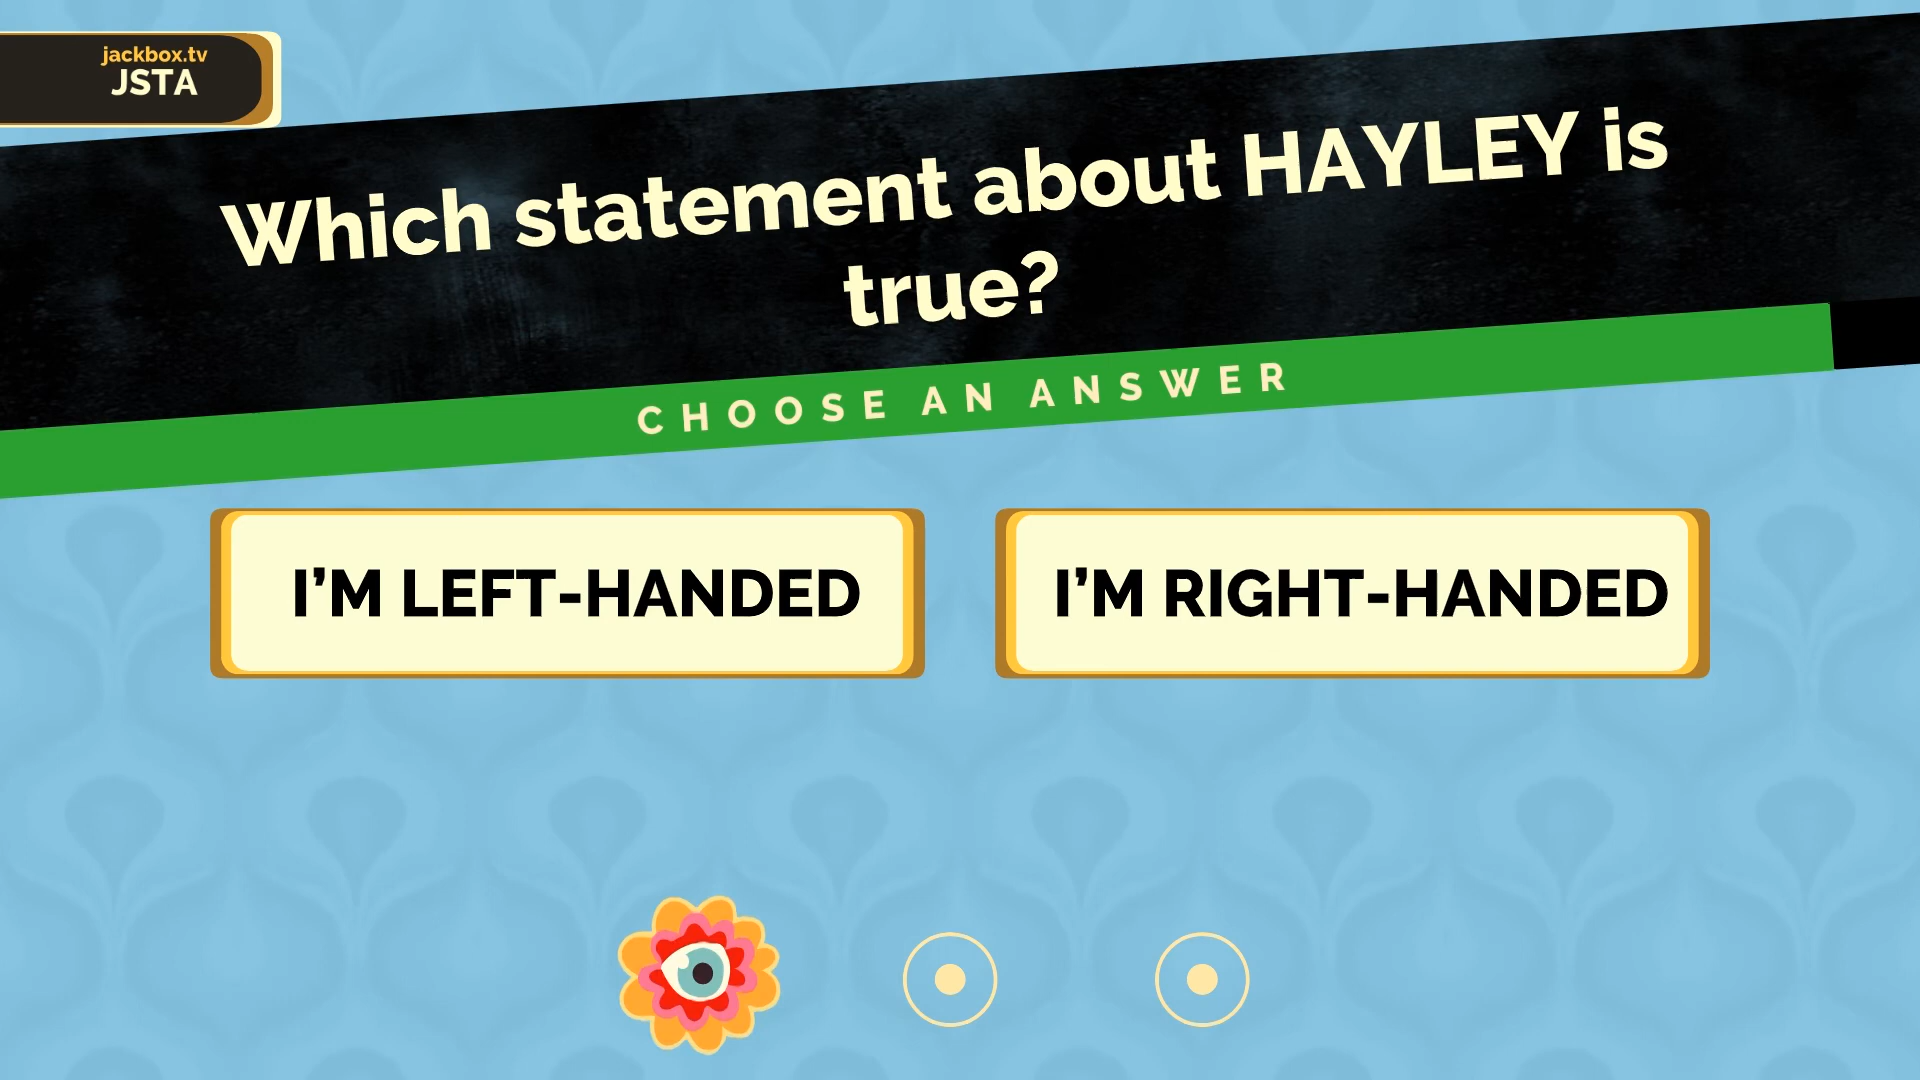 jackbox.tv
JSTA
Which statement about HAYLEY is
true?
CHOOSE AN ANSWER
I'M LEFT-HANDED
I'M RIGHT-HANDED